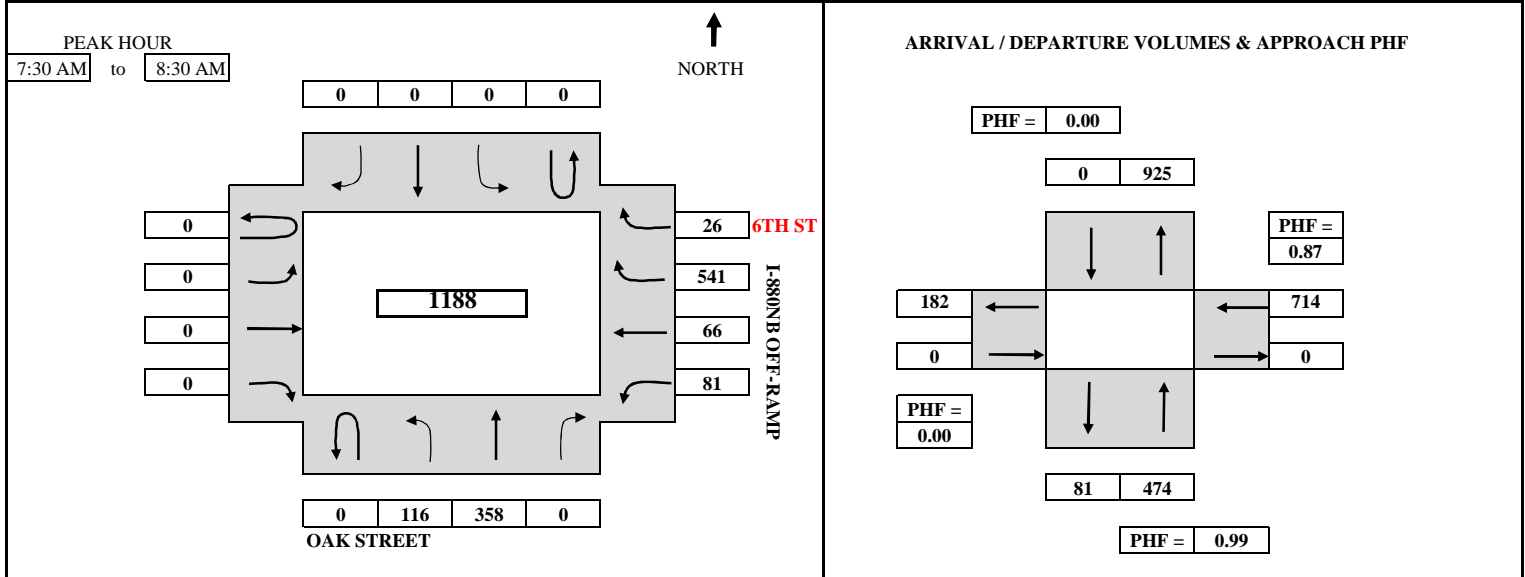 PEAK HOUR
7:30 AM to 8:30 AM
NORTH
0 0 0 0
0 26 6TH ST
0 541
0 1188 66
0 81
I-880NB OFF-RAMP
0 116 358 0
OAK STREET
ARRIVAL / DEPARTURE VOLUMES & APPROACH PHF
PHF = 0.00
0 925
PHF =
0.87
182 714
0 0
PHF =
0.00
81 474
PHF = 0.99